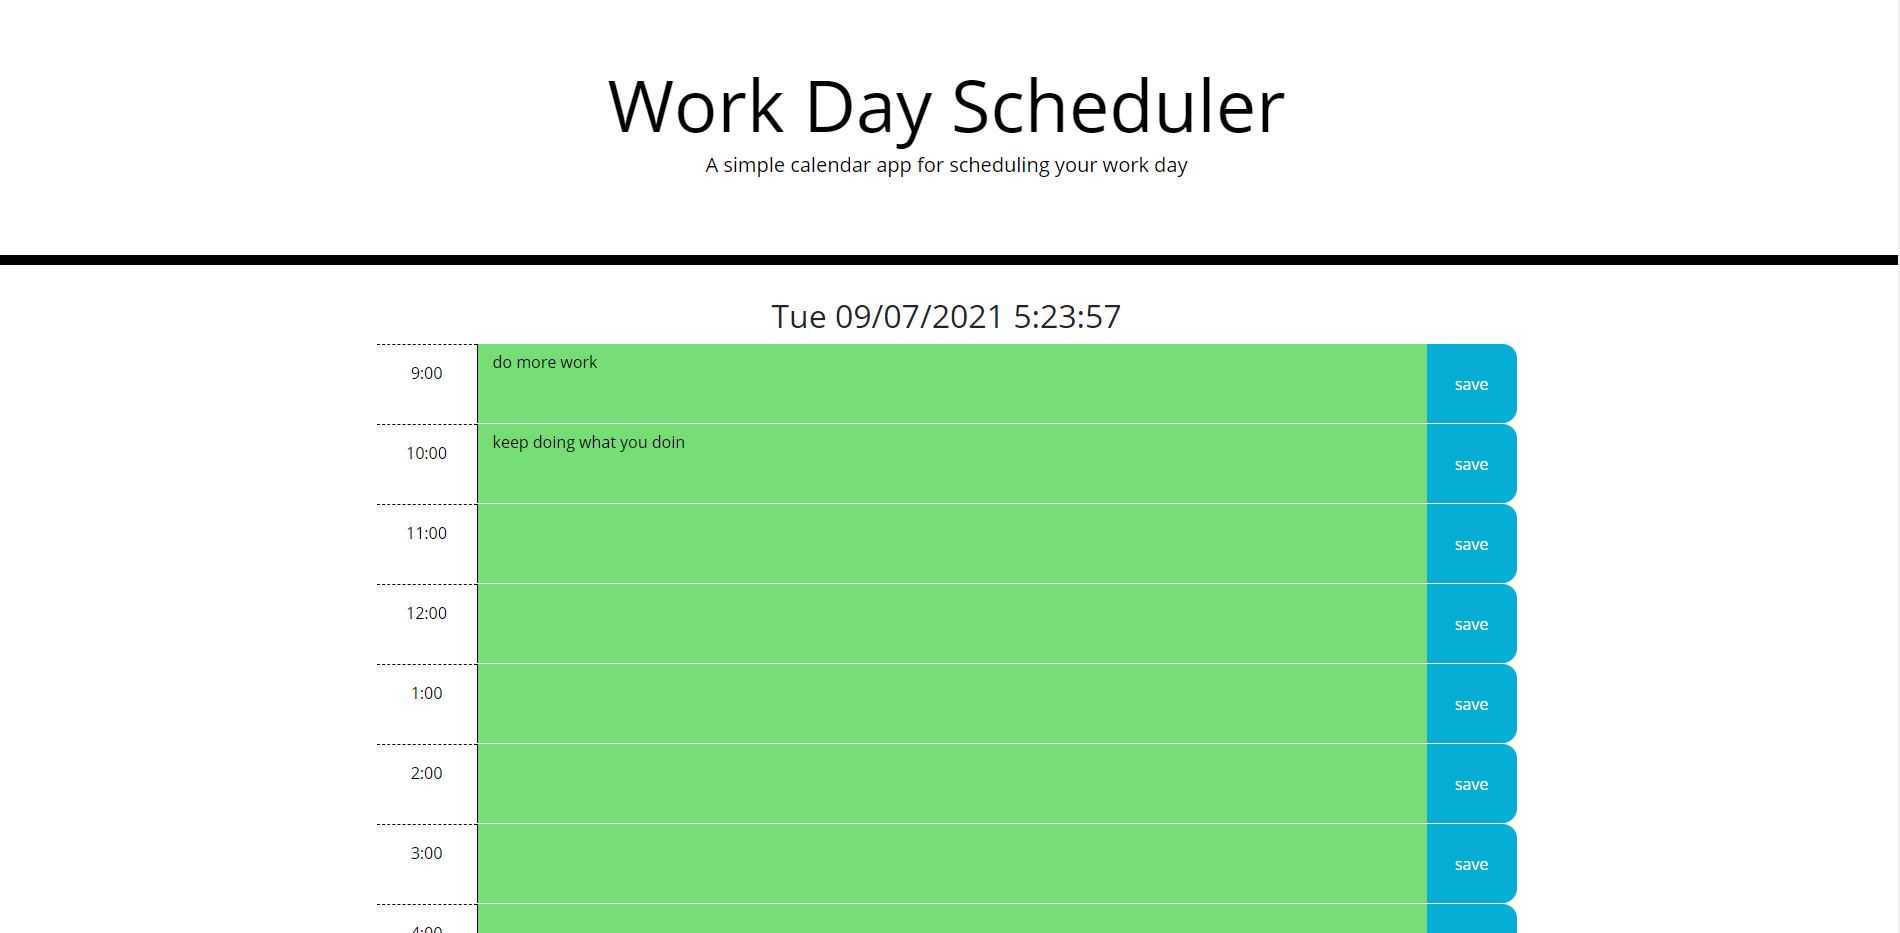 Work Day Scheduler
A simple calendar app for scheduling your work day
Tue 09/07/2021 5:23:57
9:00 do more work save
10:00 keep doing what you doin save
11:00 save
12:00 save
1:00 save
2:00 save
3:00 save
4:00